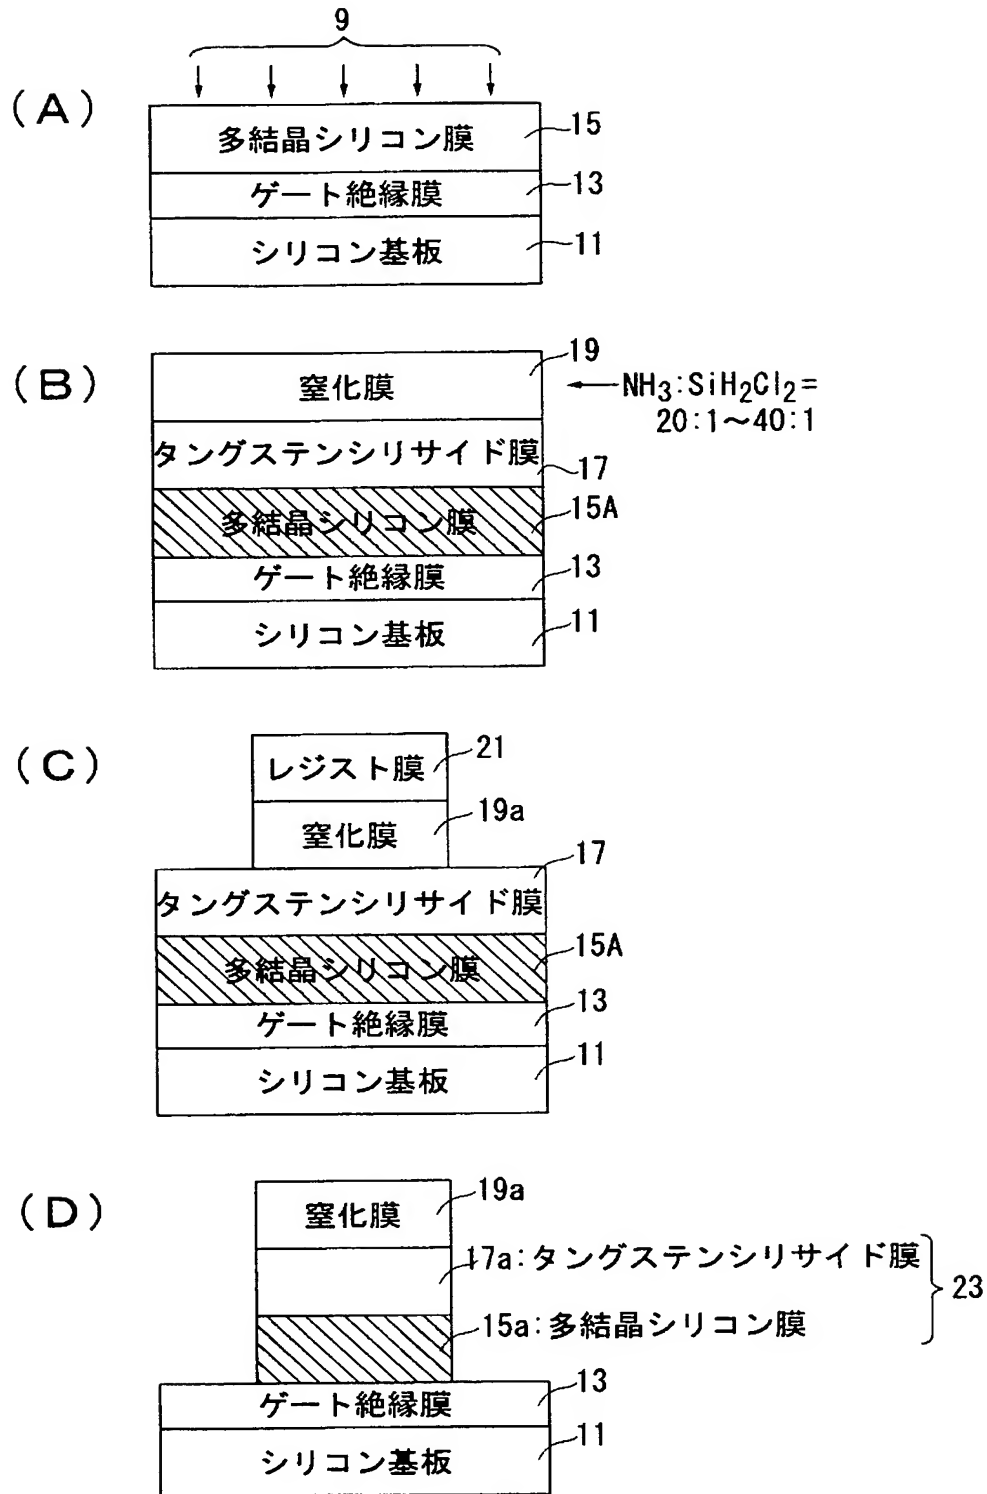 9
(A)
多結晶シリコン膜
15
ゲート絶縁膜
13
シリコン基板
11
(B)
窒化膜
19
NH₃:SiH₂Cl₂=
20:1～40:1
タングステンシリサイド膜
17
多結晶シリコン膜
15A
ゲート絶縁膜
13
シリコン基板
11
(C)
レジスト膜
21
窒化膜
19a
タングステンシリサイド膜
17
多結晶シリコン膜
15A
ゲート絶縁膜
13
シリコン基板
11
(D)
窒化膜
19a
17a:タングステンシリサイド膜
15a:多結晶シリコン膜
23
ゲート絶縁膜
13
シリコン基板
11